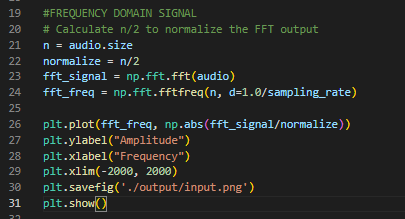 19 #FREQUENCY DOMAIN SIGNAL
20 # Calculate n/2 to normalize the FFT output
21 n = audio.size
22 normalize = n/2
23 fft_signal = np.fft.fft(audio)
24 fft_freq = np.fft.fftfreq(n, d=1.0/sampling_rate)
25
26 plt.plot(fft_freq, np.abs(fft_signal/normalize))
27 plt.ylabel("Amplitude")
28 plt.xlabel("Frequency")
29 plt.xlim(-2000, 2000)
30 plt.savefig('./output/input.png')
31 plt.show()